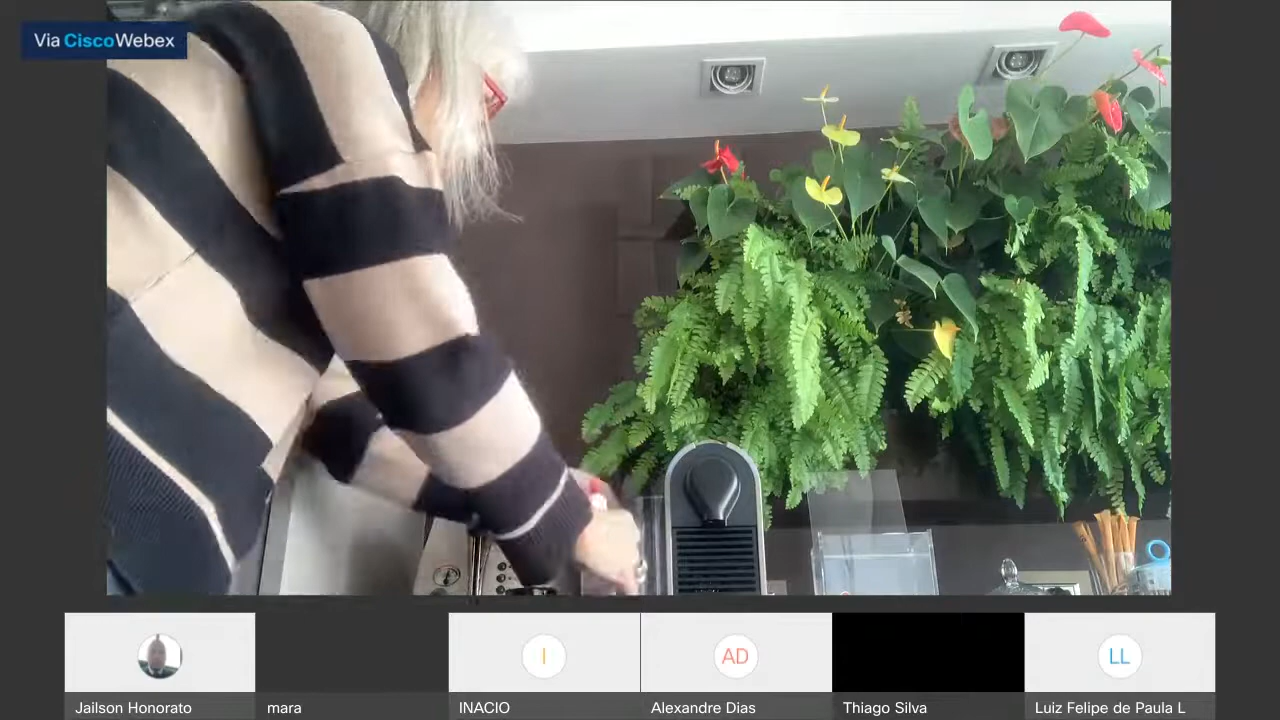 Via CiscoWebex
I
AD
LL
Jailson Honorato
mara
INACIO
Alexandre Dias
Thiago Silva
Luiz Felipe de Paula L